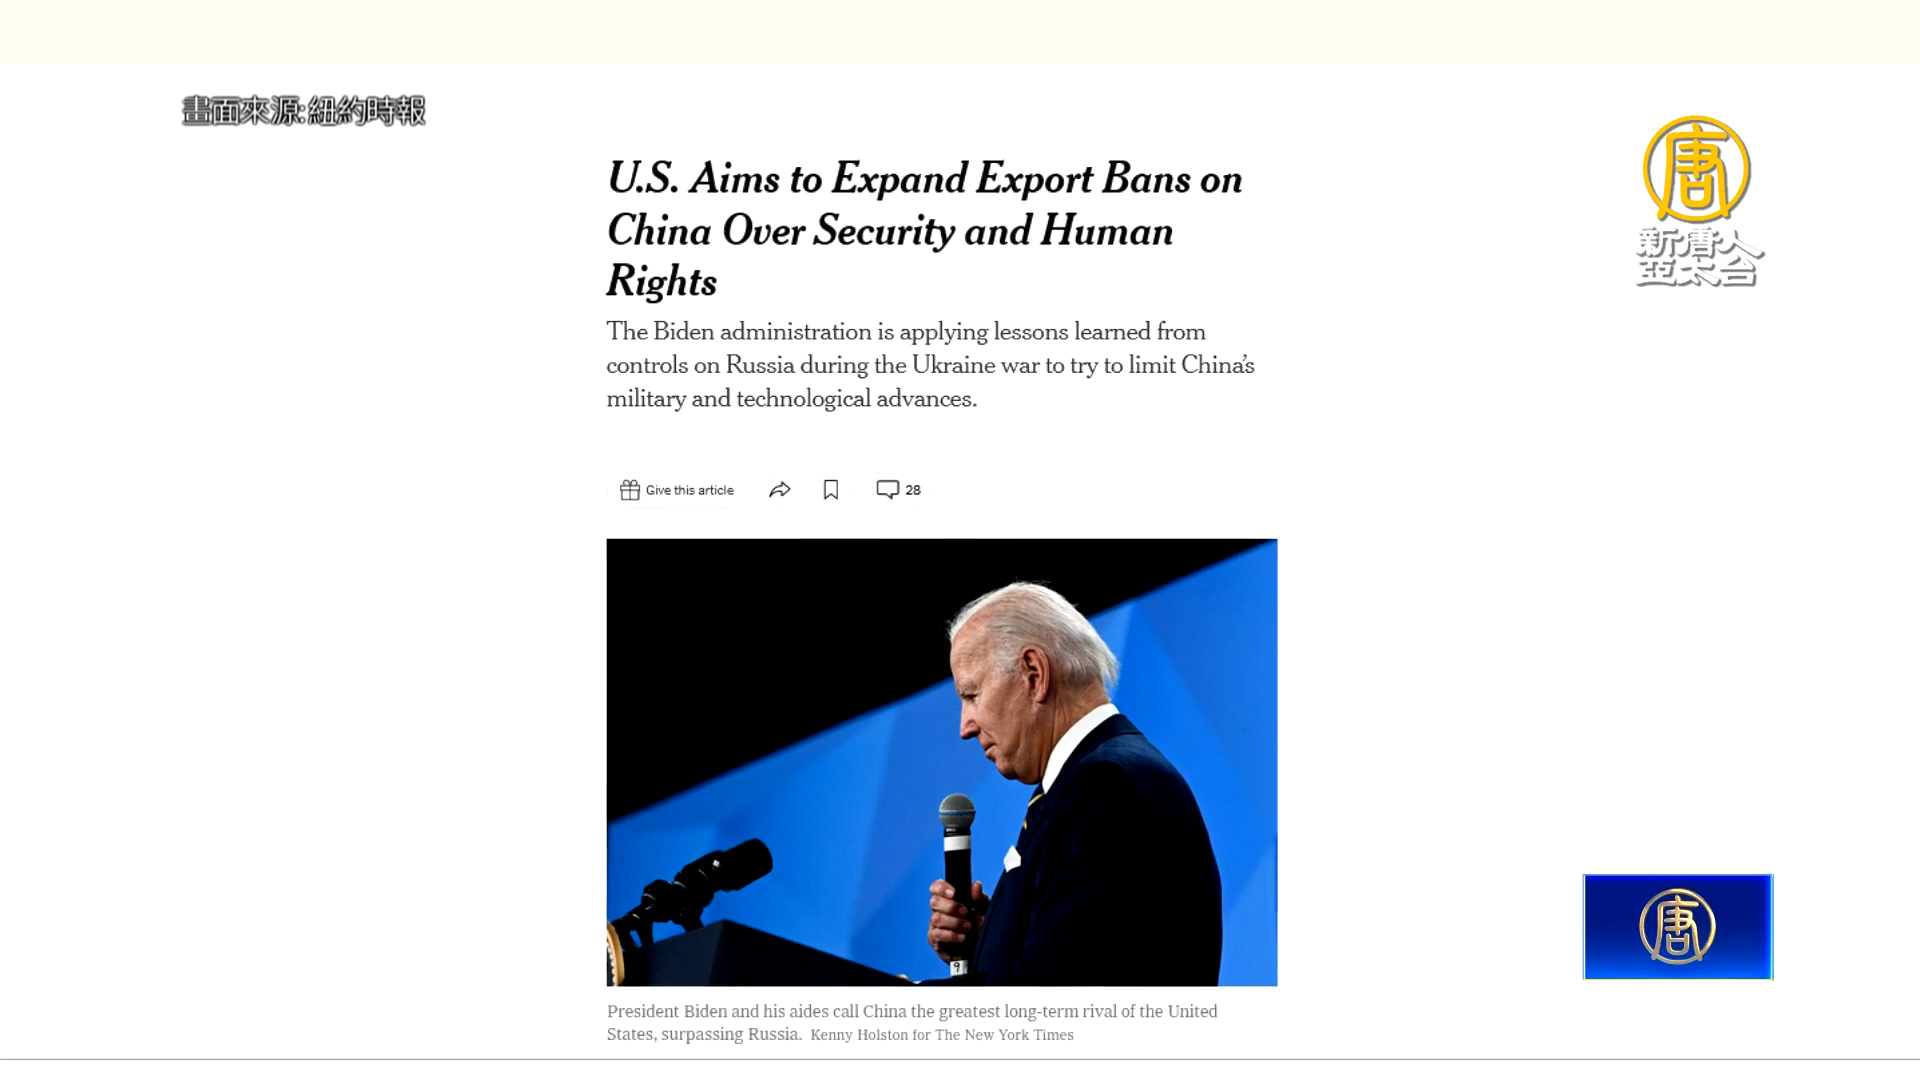 畫面來源:紐約時報
唐
新唐人
亞太台
U.S. Aims to Expand Export Bans on
China Over Security and Human
Rights
The Biden administration is applying lessons learned from
controls on Russia during the Ukraine war to try to limit China’s
military and technological advances.
Give this article
28
9
唐
President Biden and his aides call China the greatest long-term rival of the United
States, surpassing Russia. Kenny Holston for The New York Times